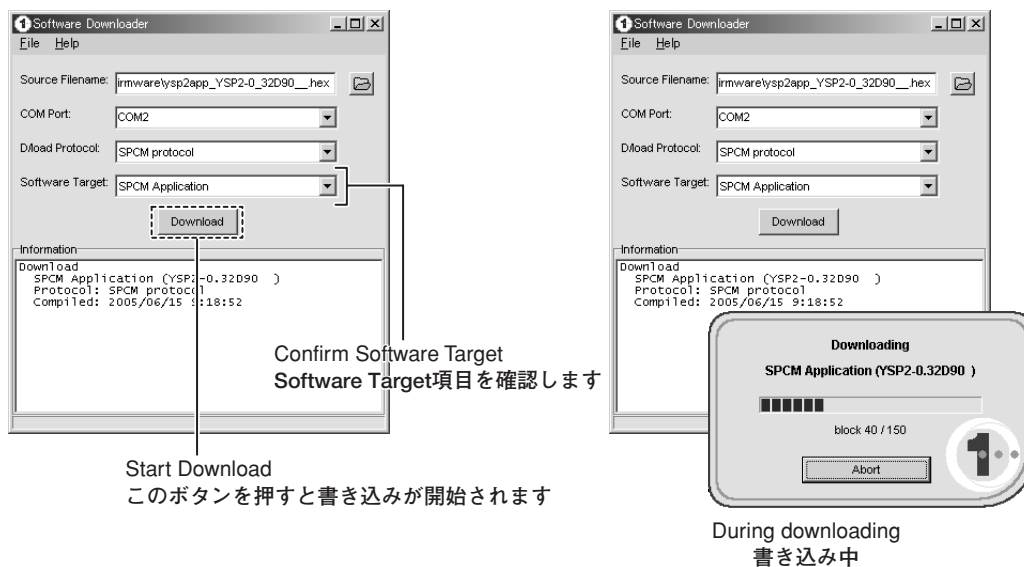 1 Software Downloader
File Help
Source Filename: irmware\ysp2app_YSP2-0_32D90__.hex
COM Port: COM2
D/load Protocol: SPCM protocol
Software Target: SPCM Application
Download
Information
Download
SPCM Application (YSP2-0.32D90 )
Protocol: SPCM protocol
Compiled: 2005/06/15 9:18:52
Confirm Software Target
Software Target項目を確認します
Start Download
このボタンを押すと書き込みが開始されます
1 Software Downloader
File Help
Source Filename: irmware\ysp2app_YSP2-0_32D90__.hex
COM Port: COM2
D/load Protocol: SPCM protocol
Software Target: SPCM Application
Download
Information
Download
SPCM Application (YSP2-0.32D90 )
Protocol: SPCM protocol
Compiled: 2005/06/15 9:18:52
Downloading
SPCM Application (YSP2-0.32D90 )
block 40 / 150
Abort
1
During downloading
書き込み中